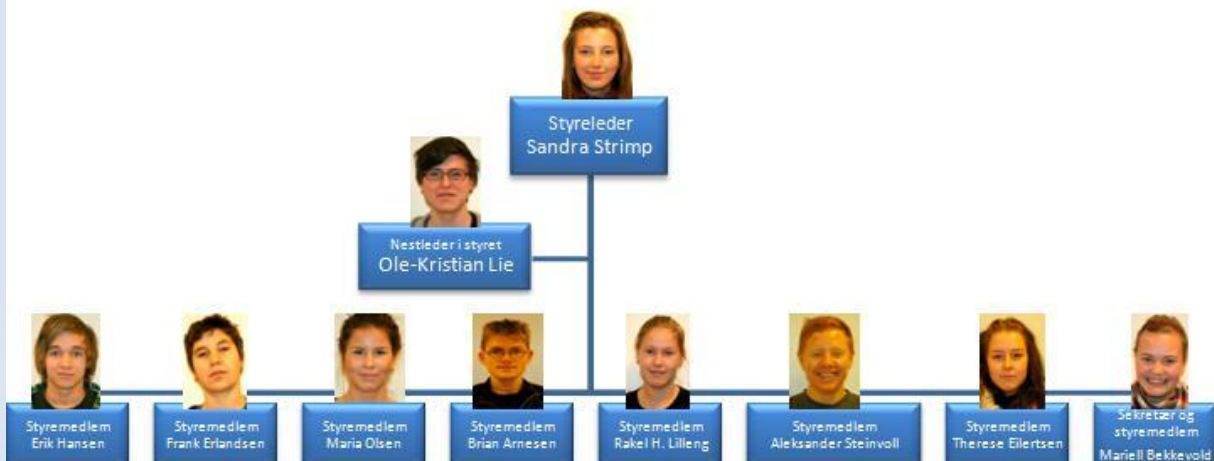 Styreleder
Sandra Strimp
Nestleder i styret
Ole-Kristian Lie
Styremedlem
Erik Hansen
Styremedlem
Frank Erlandsen
Styremedlem
Maria Olsen
Styremedlem
Brian Arnesen
Styremedlem
Rakel H. Lilleng
Styremedlem
Aleksander Steinvoll
Styremedlem
Therese Eilertsen
Sekretær og
styremedlem
Mariell Bekkevold